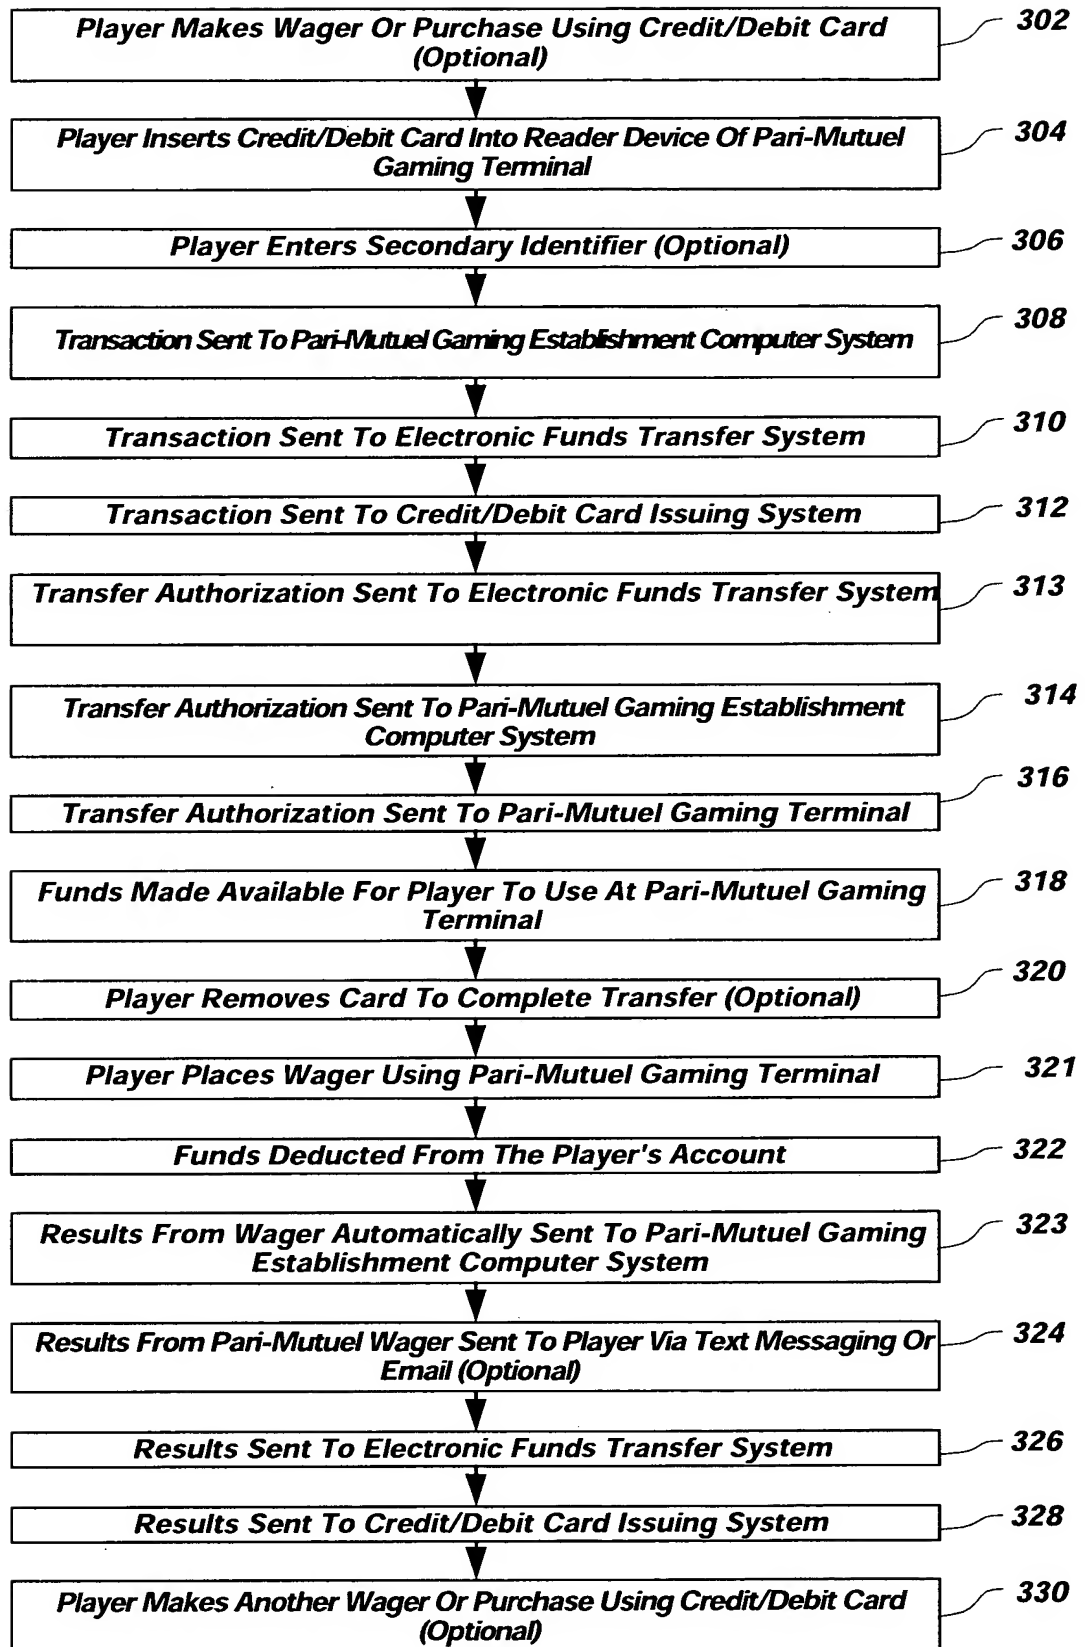 Player Makes Wager Or Purchase Using Credit/Debit Card
(Optional)
302
Player Inserts Credit/Debit Card Into Reader Device Of Pari-Mutuel
Gaming Terminal
304
Player Enters Secondary Identifier (Optional)
306
Transaction Sent To Pari-Mutuel Gaming Establishment Computer System
308
Transaction Sent To Electronic Funds Transfer System
310
Transaction Sent To Credit/Debit Card Issuing System
312
Transfer Authorization Sent To Electronic Funds Transfer System
313
Transfer Authorization Sent To Pari-Mutuel Gaming Establishment
Computer System
314
Transfer Authorization Sent To Pari-Mutuel Gaming Terminal
316
Funds Made Available For Player To Use At Pari-Mutuel Gaming
Terminal
318
Player Removes Card To Complete Transfer (Optional)
320
Player Places Wager Using Pari-Mutuel Gaming Terminal
321
Funds Deducted From The Player's Account
322
Results From Wager Automatically Sent To Pari-Mutuel Gaming
Establishment Computer System
323
Results From Pari-Mutuel Wager Sent To Player Via Text Messaging Or
Email (Optional)
324
Results Sent To Electronic Funds Transfer System
326
Results Sent To Credit/Debit Card Issuing System
328
Player Makes Another Wager Or Purchase Using Credit/Debit Card
(Optional)
330